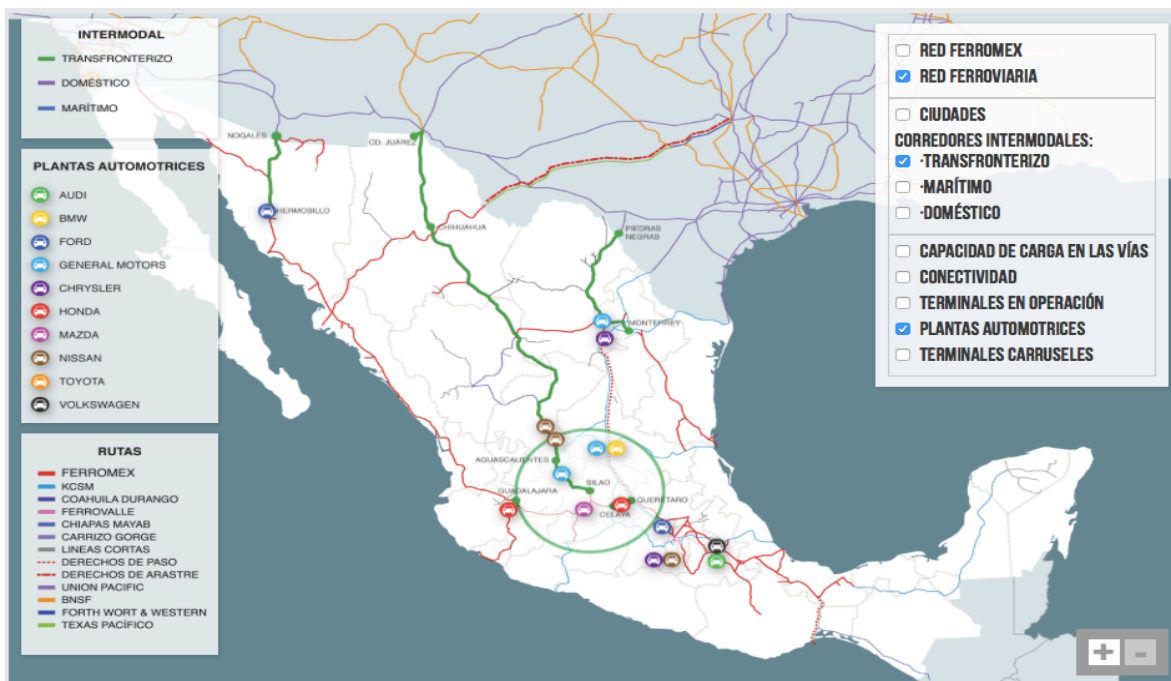 INTERMODAL
TRANSFRONTERIZO
DOMÉSTICO
MARÍTIMO
PLANTAS AUTOMOTRICES
AUDI
BMW
FORD
GENERAL MOTORS
CHRYSLER
HONDA
MAZDA
NISSAN
TOYOTA
VOLKSWAGEN
RUTAS
FERROMEX
KCSM
COAHUILA DURANGO
FERROVALLE
CHIAPAS MAYAB
CARRIZO GORGE
LINEAS CORTAS
DERECHOS DE PASO
DERECHOS DE ARASTRE
UNION PACIFIC
BNSF
FORTH WORT & WESTERN
TEXAS PACÍFICO
NOGALES
CD. JUÁREZ
HERMOSILLO
CHIHUAHUA
PIEDRAS
NEGRAS
MONTERREY
AGUASCALIENTES
GUADALAJARA
SILAO
CELAYA
QUERÉTARO
RED FERROMEX
RED FERROVIARIA
CIUDADES
CORREDORES INTERMODALES:
·TRANSFRONTERIZO
·MARÍTIMO
·DOMÉSTICO
CAPACIDAD DE CARGA EN LAS VÍAS
CONECTIVIDAD
TERMINALES EN OPERACIÓN
PLANTAS AUTOMOTRICES
TERMINALES CARRUSELES
+ -